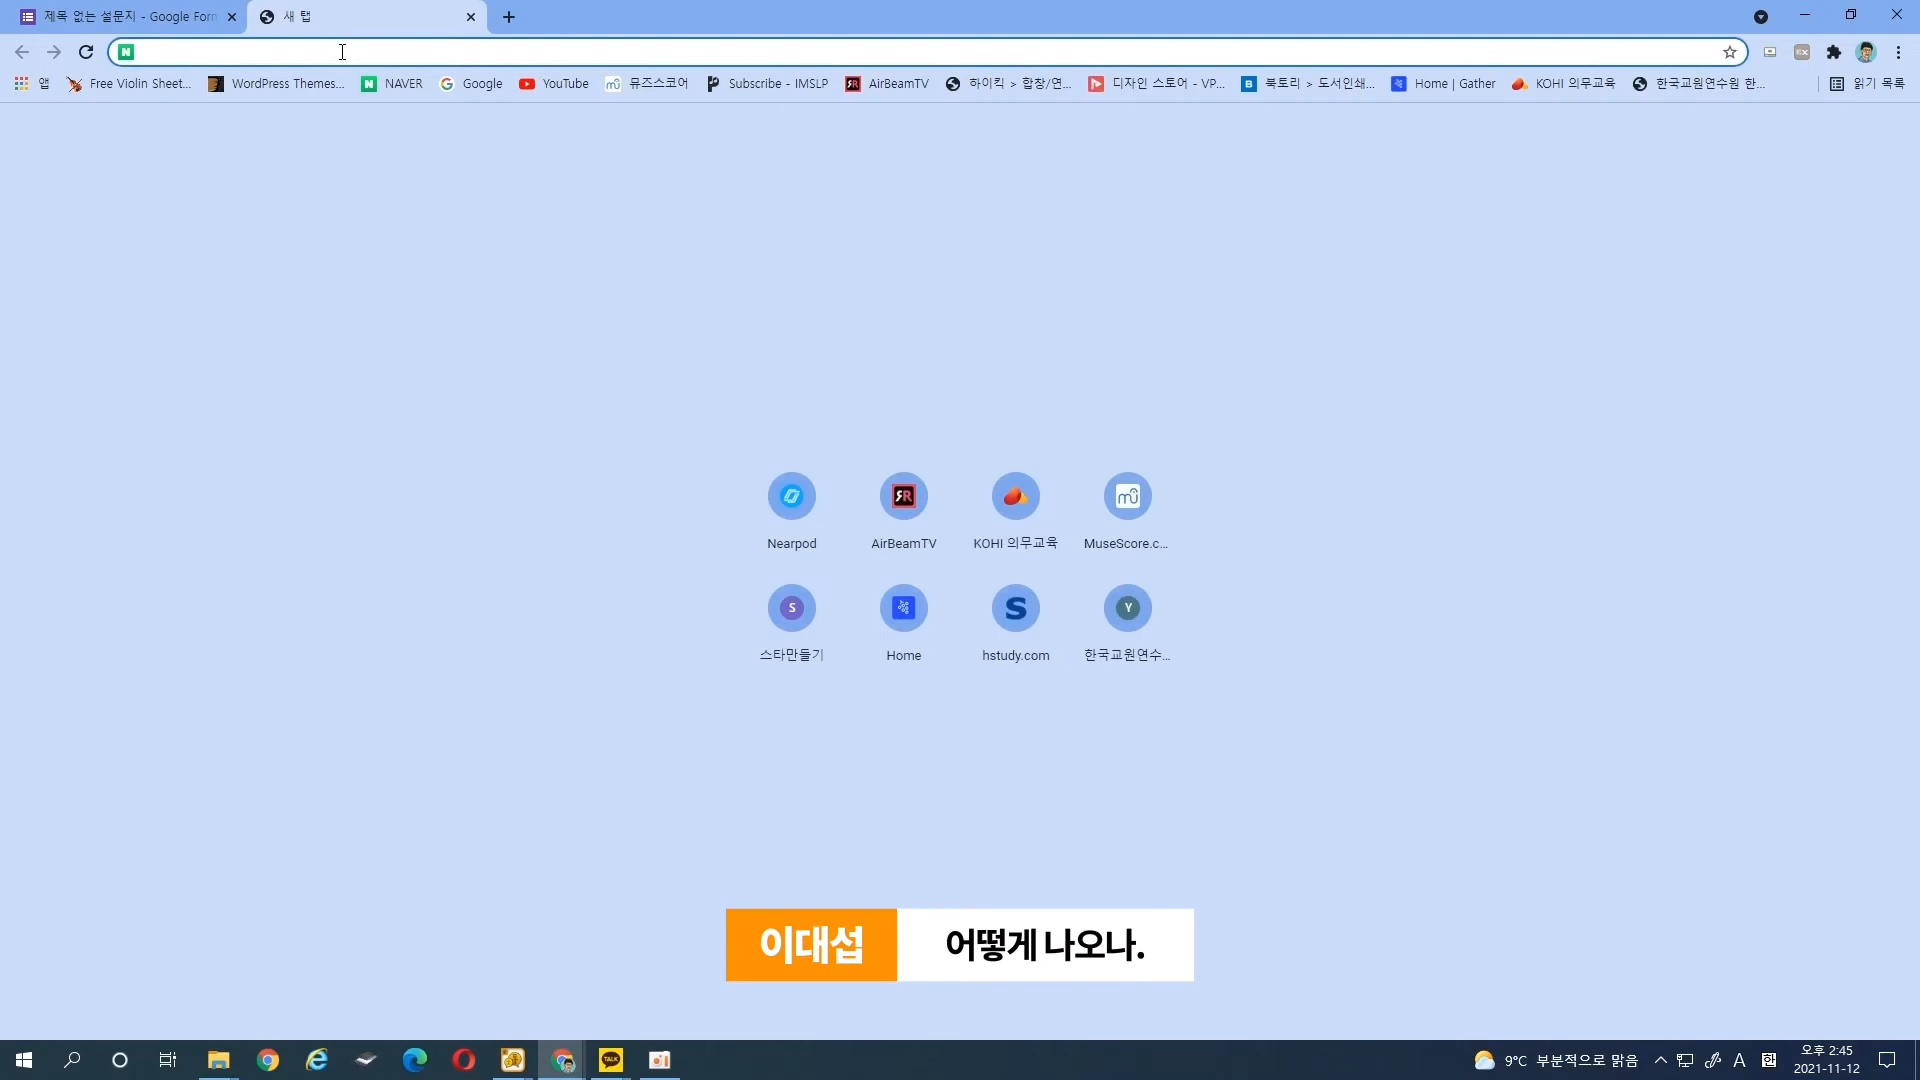 제목 없는 설문지 - Google Forn
새 탭
N
앱 Free Violin Sheet... WordPress Themes... N NAVER Google YouTube 뮤즈스코어 Subscribe - IMSLP AirBeamTV 하이킥 > 합창/연... 디자인 스토어 - VP... B 북토리 > 도서인쇄... Home | Gather KOHI 의무교육 한국교원연수원 한... 읽기 목록
Nearpod AirBeamTV KOHI 의무교육 MuseScore.c...
S S Y
스타만들기 Home hstudy.com 한국교원연수...
이대섭 어떻게 나오나.
TALK
9°C 부분적으로 맑음 A 한
오후 2:45
2021-11-12